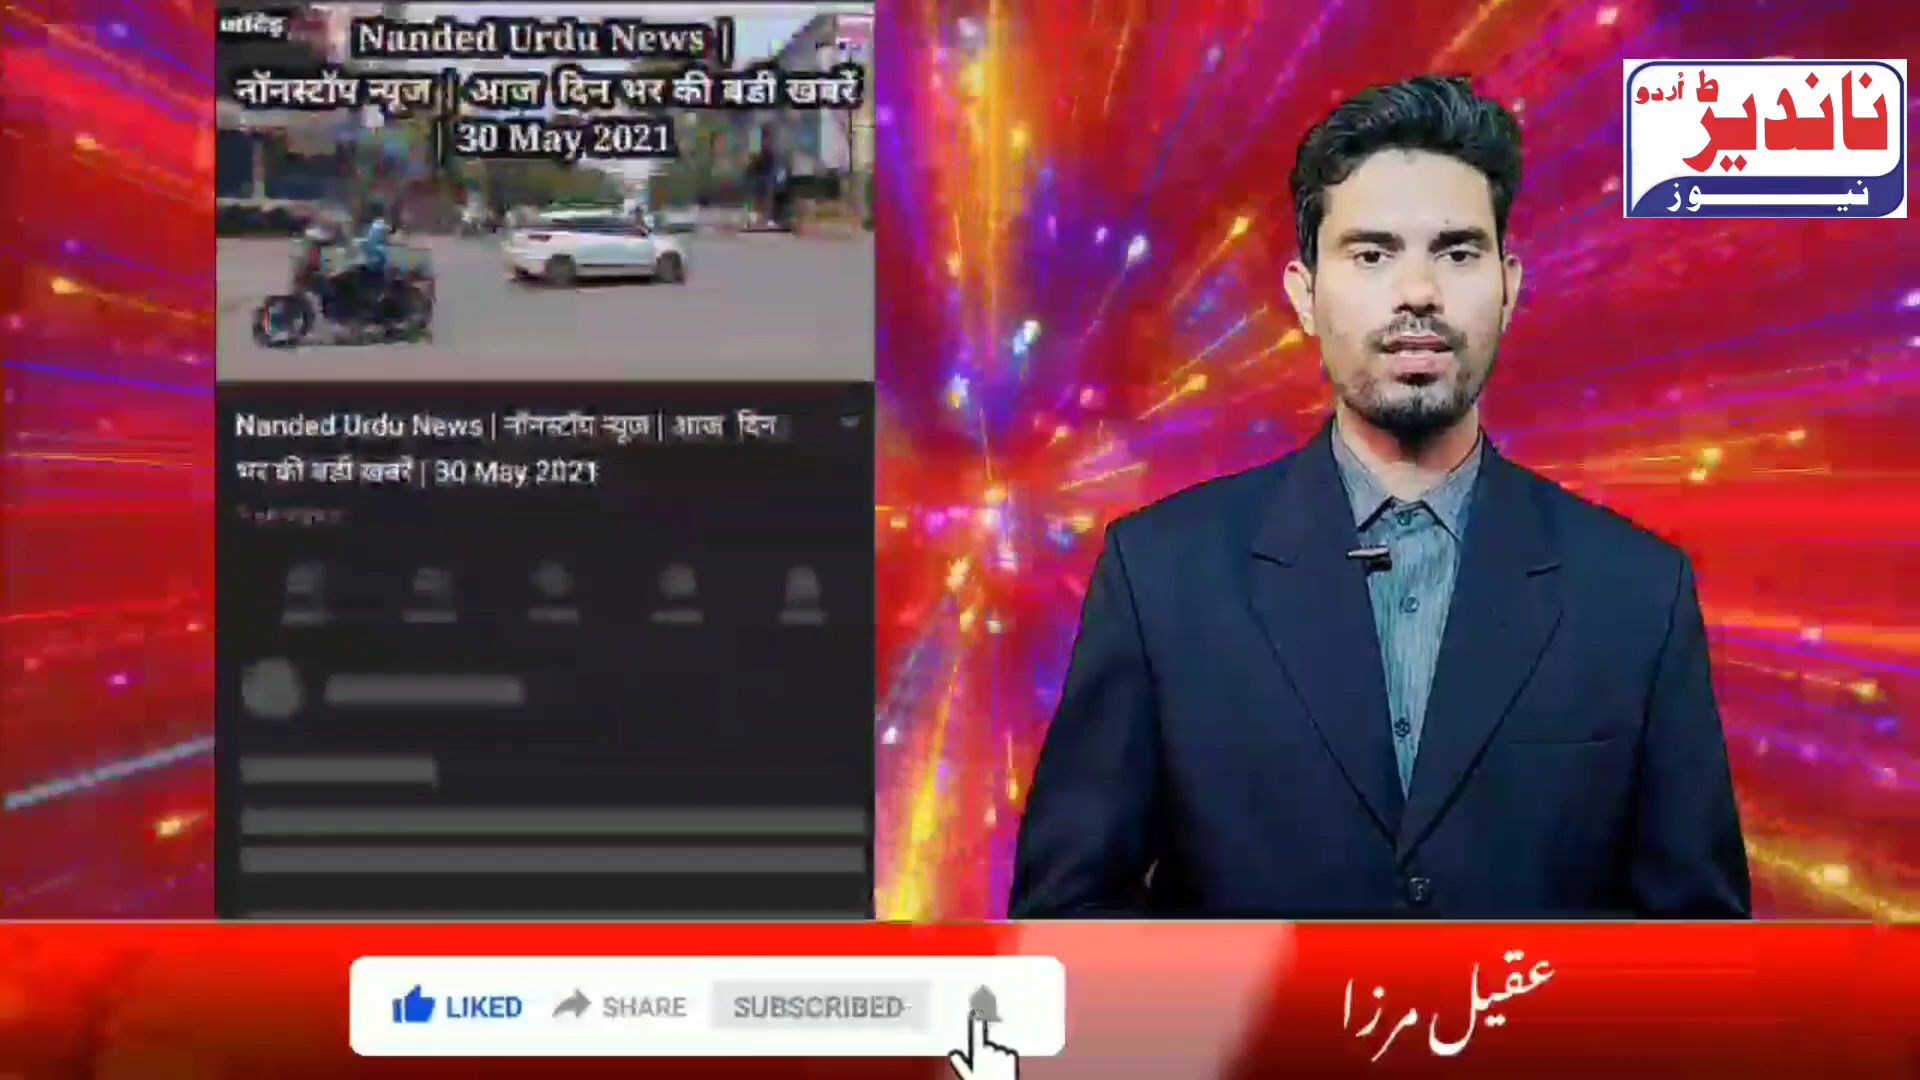 नांदेड़
Nanded Urdu News |
नॉनस्टॉप न्यूज | आज दिन भर की बडी खबरें
| 30 May 2021
Nanded Urdu News | नॉनस्टॉप न्यूज | आज दिन
भर की बडी खबरें | 30 May 2021
ناندیڑ اُردو
نیوز
LIKED SHARE SUBSCRIBED
عقیل مرزا